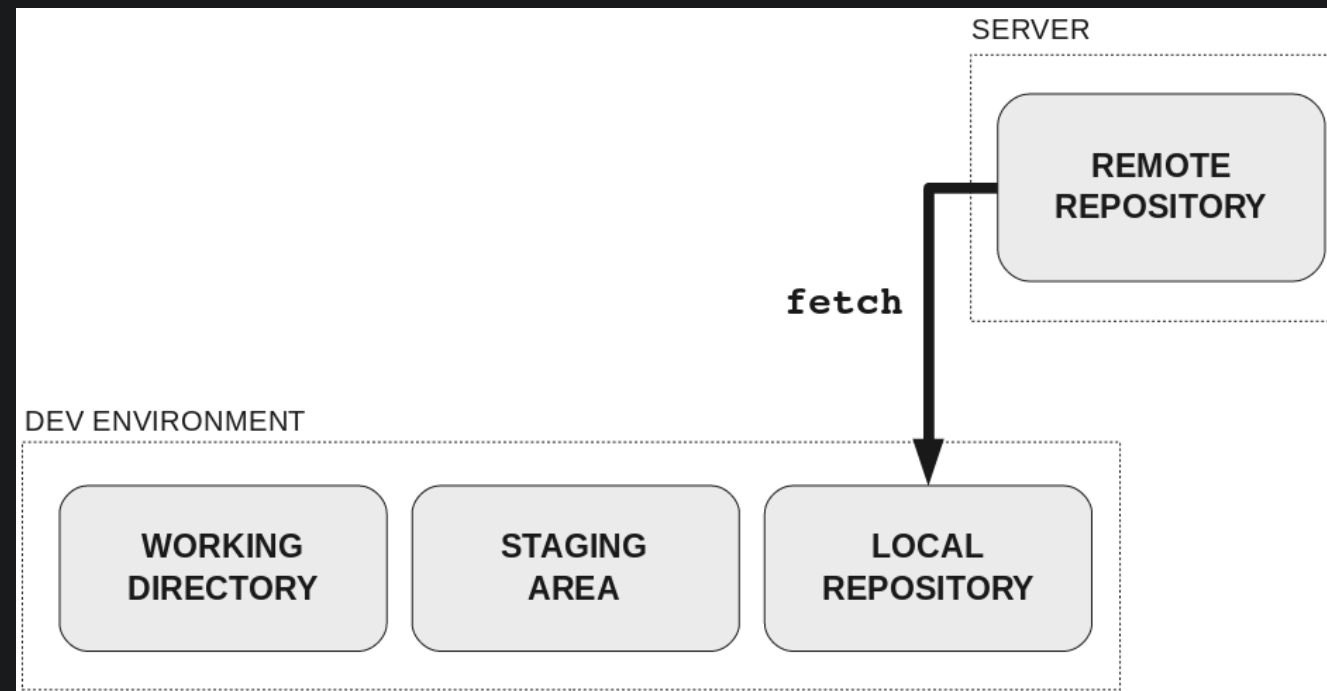 SERVER
REMOTE
REPOSITORY
fetch
DEV ENVIRONMENT
WORKING
DIRECTORY
STAGING
AREA
LOCAL
REPOSITORY